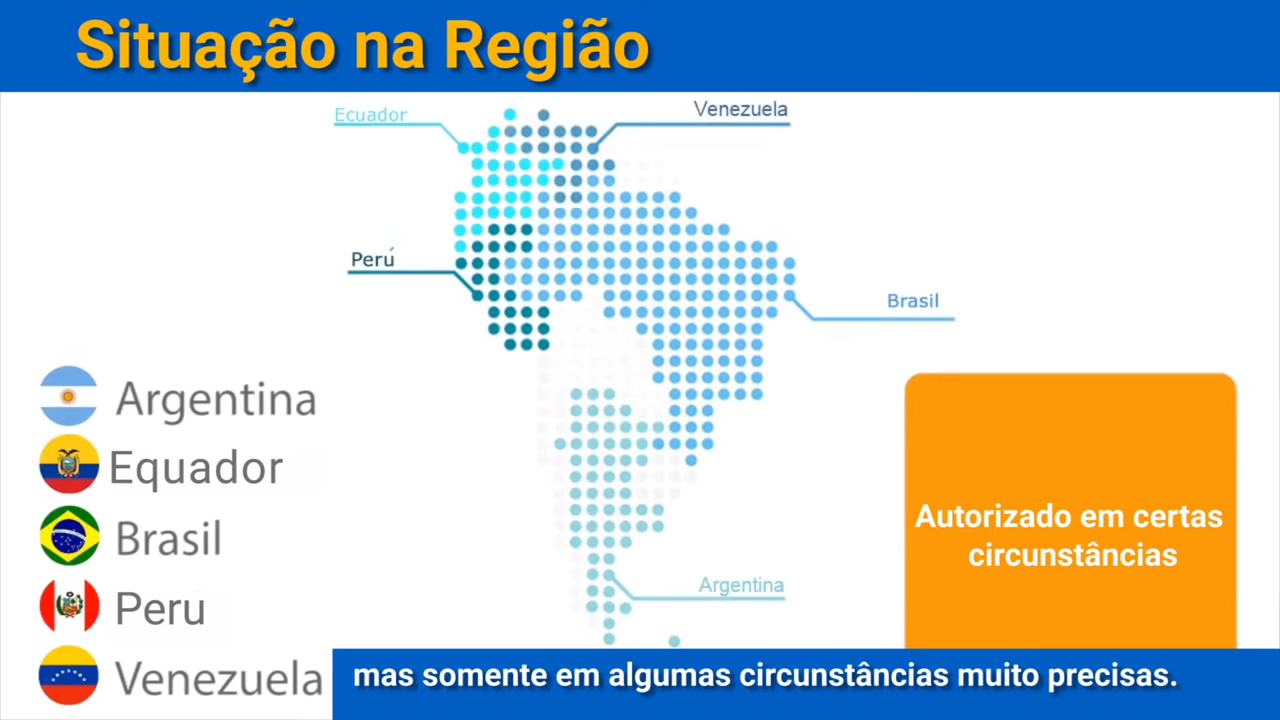 Situação na Região
Ecuador
Venezuela
Perú
Brasil
Argentina
Equador
Brasil
Peru
Venezuela
Autorizado em certas
circunstâncias
Argentina
mas somente em algumas circunstâncias muito precisas.